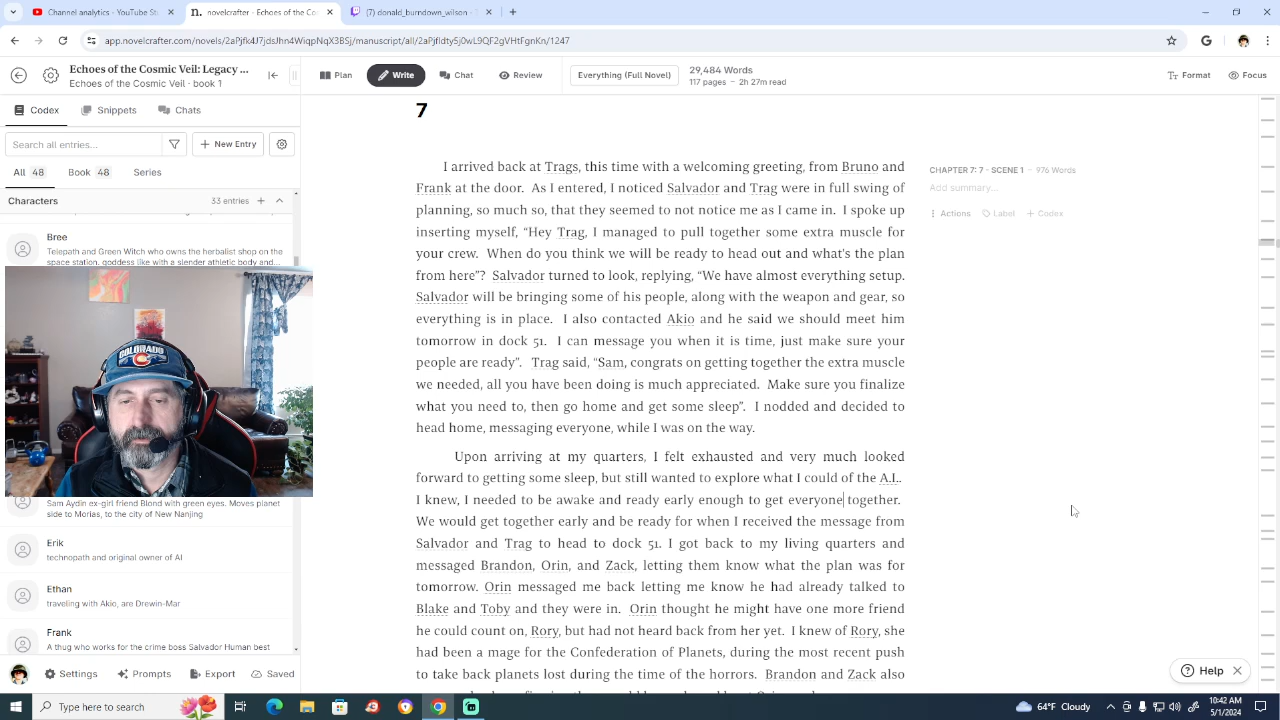 app.novelcrafter.com/manuscript/2aPjflfy5j0wL9QF2gVHtFgnKn/1247
Plan
Write
Chat
Review
Everything (Full Novel)
29,484 Words
117 pages – 2h 27m read
Format
Focus
Echoes of the Cosmic Veil: Legacy ...
Echoes of the Cosmic Veil - book 1
Codex
Snippets
Chats
Search all entries...
New Entry
All 48
Book 48
Series
Characters
33 entries
Bree
Telepath and Green Witch who owns the herbalist shop on the
space station, goddess like with a slender athletic body and...
COLORADO
Sam Aydin ex-girl friend with green eyes. Moves planet
side to Morias, to the city of New Nanjing
Erik
technopath and original owner of AI
Ethan
traveling with Akio, are Drewin-Mar
Frank
A thug who works for the crime boss Salvador Human best
Settings
Prompts
Export
Saved
7
I arrived back at Trags, this time with a welcoming greeting, from Bruno and
Frank at the door. As I entered, I noticed Salvador and Trag were in full swing of
planning, so much so, that they seemed to not notice me as I came in. I spoke up
inserting myself, “Hey Trag, I managed to pull together some extra muscle for
your crew. When do you think we will be ready to head out and what's the plan
from here”? Salvador turned to look, replying, “We have almost everything setup.
Salvador will be bringing some of his people, along with the weapon and gear, so
everything is in place. I also contacted Akio and he said we should meet him
tomorrow in dock 51. I can message you when it is time, just make sure your
people are ready”. Trag said, “Sam, congrats on getting together the extra muscle
we needed, all you have been doing is much appreciated. Make sure you finalize
what you need to, then go home and get some sleep”. I nodded and decided to
head home, messaging everyone, while I was on the way.
Upon arriving at my quarters, I felt exhausted and very much looked
forward to getting some sleep, but still wanted to explore what I could of the A.I..
I knew, I needed to be awake and ready early enough to get everyone together.
We would get together early and be ready for when I received the message from
Salvador and Trag to head to dock 51. I got back to my living quarters and
messaged Brandon, Orin, and Zack, letting them know what the plan was for
tomorrow. Orin messaged me back letting me know he had already talked to
Blake and Toby and they were in. Orin thought he might have one more friend
he could count on, Rory, but had not heard back from her yet. I knew of Rory, she
had been a mage for the Confederation of Planets, during the most recent push
to take back planets lost during the time of the horrors. Brandon and Zack also
CHAPTER 7: 7 - SCENE 1 – 976 Words
Add summary...
Actions
Label
Codex
Help
Type here to search
64°F Cloudy
10:42 AM
5/1/2024